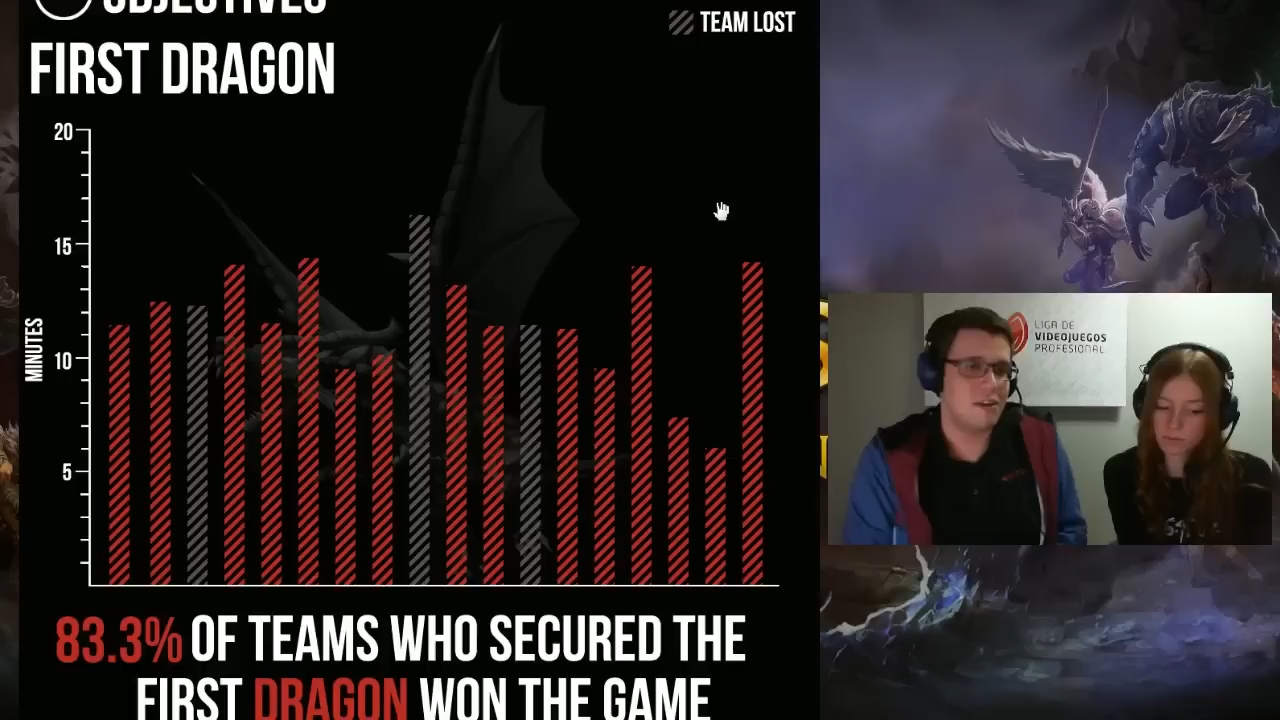 OBJECTIVES
TEAM LOST
FIRST DRAGON
20
15
10
5
MINUTES
83.3% OF TEAMS WHO SECURED THE
FIRST DRAGON WON THE GAME
LIGA DE
VIDEOJUEGOS
PROFESIONAL